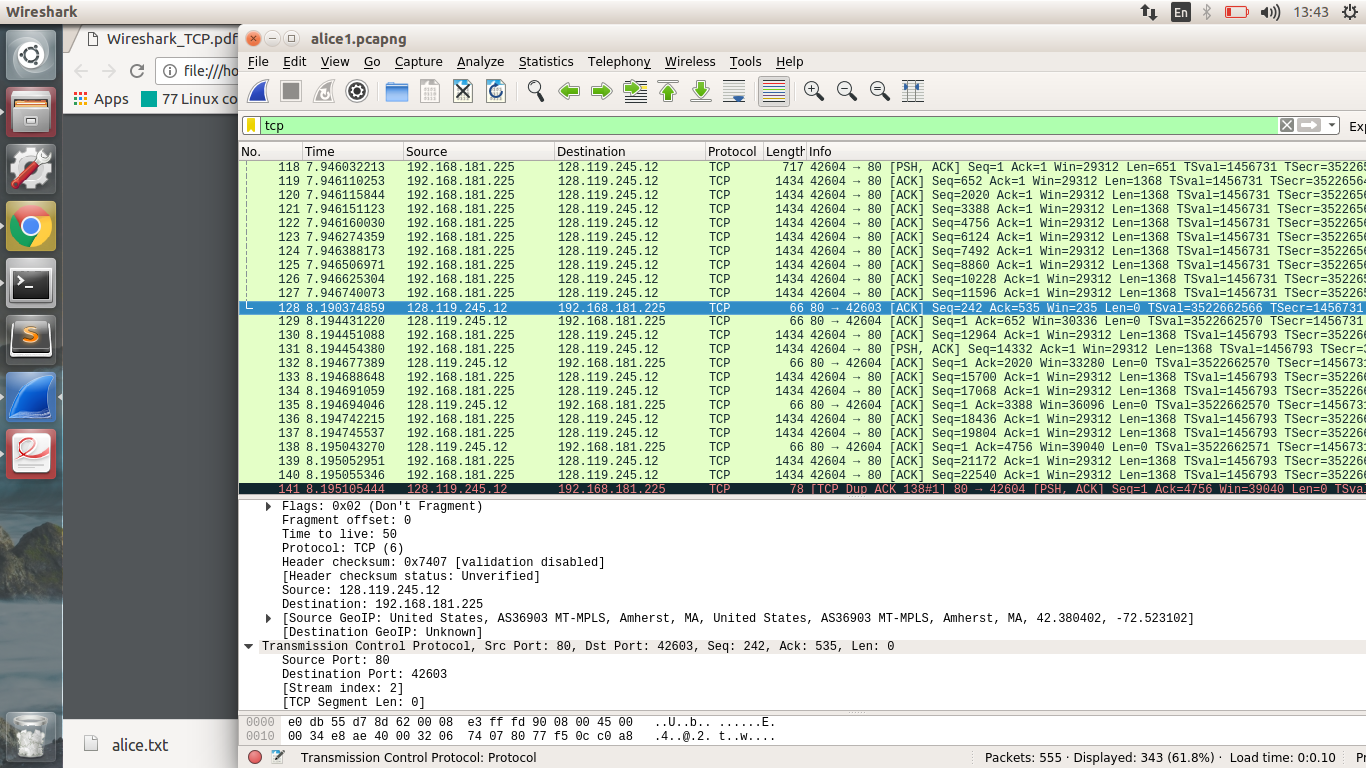 Wireshark
En
13:43
Wireshark_TCP.pdf
alice1.pcapng
file:///ho
Apps
77 Linux co
File Edit View Go Capture Analyze Statistics Telephony Wireless Tools Help
tcp
Exp
No. Time Source Destination Protocol Length Info
118 7.946032213 192.168.181.225 128.119.245.12 TCP 717 42604 → 80 [PSH, ACK] Seq=1 Ack=1 Win=29312 Len=651 TSval=1456731 TSecr=352265
119 7.946110253 192.168.181.225 128.119.245.12 TCP 1434 42604 → 80 [ACK] Seq=652 Ack=1 Win=29312 Len=1368 TSval=1456731 TSecr=35226564
120 7.946115844 192.168.181.225 128.119.245.12 TCP 1434 42604 → 80 [ACK] Seq=2020 Ack=1 Win=29312 Len=1368 TSval=1456731 TSecr=3522656
121 7.946151123 192.168.181.225 128.119.245.12 TCP 1434 42604 → 80 [ACK] Seq=3388 Ack=1 Win=29312 Len=1368 TSval=1456731 TSecr=3522656
122 7.946160030 192.168.181.225 128.119.245.12 TCP 1434 42604 → 80 [ACK] Seq=4756 Ack=1 Win=29312 Len=1368 TSval=1456731 TSecr=3522656
123 7.946274355 192.168.181.225 128.119.245.12 TCP 1434 42604 → 80 [ACK] Seq=6124 Ack=1 Win=29312 Len=1368 TSval=1456731 TSecr=3522656
124 7.946388173 192.168.181.225 128.119.245.12 TCP 1434 42604 → 80 [ACK] Seq=7492 Ack=1 Win=29312 Len=1368 TSval=1456731 TSecr=3522656
125 7.946506971 192.168.181.225 128.119.245.12 TCP 1434 42604 → 80 [ACK] Seq=8860 Ack=1 Win=29312 Len=1368 TSval=1456731 TSecr=3522656
126 7.946625304 192.168.181.225 128.119.245.12 TCP 1434 42604 → 80 [ACK] Seq=10228 Ack=1 Win=29312 Len=1368 TSval=1456731 TSecr=352265
127 7.946740073 192.168.181.225 128.119.245.12 TCP 1434 42604 → 80 [ACK] Seq=11596 Ack=1 Win=29312 Len=1368 TSval=1456731 TSecr=352265
128 8.190374859 128.119.245.12 192.168.181.225 TCP 66 80 → 42603 [ACK] Seq=242 Ack=535 Win=235 Len=0 TSval=3522662566 TSecr=1456731
129 8.194431220 128.119.245.12 192.168.181.225 TCP 66 80 → 42604 [ACK] Seq=1 Ack=652 Win=30336 Len=0 TSval=3522662570 TSecr=1456731
130 8.194451088 192.168.181.225 128.119.245.12 TCP 1434 42604 → 80 [ACK] Seq=12964 Ack=1 Win=29312 Len=1368 TSval=1456793 TSecr=352266
131 8.194454380 192.168.181.225 128.119.245.12 TCP 1434 42604 → 80 [PSH, ACK] Seq=14332 Ack=1 Win=29312 Len=1368 TSval=1456793 TSecr=
132 8.194677389 128.119.245.12 192.168.181.225 TCP 66 80 → 42604 [ACK] Seq=1 Ack=2020 Win=33280 Len=0 TSval=3522662570 TSecr=145673
133 8.194688648 192.168.181.225 128.119.245.12 TCP 1434 42604 → 80 [ACK] Seq=15700 Ack=1 Win=29312 Len=1368 TSval=1456793 TSecr=352266
134 8.194691059 192.168.181.225 128.119.245.12 TCP 1434 42604 → 80 [ACK] Seq=17068 Ack=1 Win=29312 Len=1368 TSval=1456793 TSecr=352266
135 8.194694046 128.119.245.12 192.168.181.225 TCP 66 80 → 42604 [ACK] Seq=1 Ack=3388 Win=36096 Len=0 TSval=3522662570 TSecr=145673
136 8.194742215 192.168.181.225 128.119.245.12 TCP 1434 42604 → 80 [ACK] Seq=18436 Ack=1 Win=29312 Len=1368 TSval=1456793 TSecr=352266
137 8.194745537 192.168.181.225 128.119.245.12 TCP 1434 42604 → 80 [ACK] Seq=19804 Ack=1 Win=29312 Len=1368 TSval=1456793 TSecr=352266
138 8.195043270 128.119.245.12 192.168.181.225 TCP 66 80 → 42604 [ACK] Seq=1 Ack=4756 Win=39040 Len=0 TSval=3522662571 TSecr=145673
139 8.195052951 192.168.181.225 128.119.245.12 TCP 1434 42604 → 80 [ACK] Seq=21172 Ack=1 Win=29312 Len=1368 TSval=1456793 TSecr=352266
140 8.195055346 192.168.181.225 128.119.245.12 TCP 1434 42604 → 80 [ACK] Seq=22540 Ack=1 Win=29312 Len=1368 TSval=1456793 TSecr=352266
141 8.195105444 128.119.245.12 192.168.181.225 TCP 78 [TCP Dup ACK 138#1] 80 → 42604 [PSH, ACK] Seq=1 Ack=4756 Win=39040 Len=0 TSva
Flags: 0x02 (Don't Fragment)
Fragment offset: 0
Time to live: 50
Protocol: TCP (6)
Header checksum: 0x7407 [validation disabled]
[Header checksum status: Unverified]
Source: 128.119.245.12
Destination: 192.168.181.225
[Source GeoIP: United States, AS36903 MT-MPLS, Amherst, MA, United States, AS36903 MT-MPLS, Amherst, MA, 42.380402, -72.523102]
[Destination GeoIP: Unknown]
Transmission Control Protocol, Src Port: 80, Dst Port: 42603, Seq: 242, Ack: 535, Len: 0
Source Port: 80
Destination Port: 42603
[Stream index: 2]
[TCP Segment Len: 0]
0000 e0 db 55 d7 8d 62 00 08 e3 ff fd 90 08 00 45 00 ..U..b.. ......E.
0010 00 34 e8 ae 40 00 32 06 74 07 80 77 f5 0c c0 a8 .4..@.2. t..w....
alice.txt
Transmission Control Protocol: Protocol
Packets: 555 · Displayed: 343 (61.8%) · Load time: 0:0.10
Pr